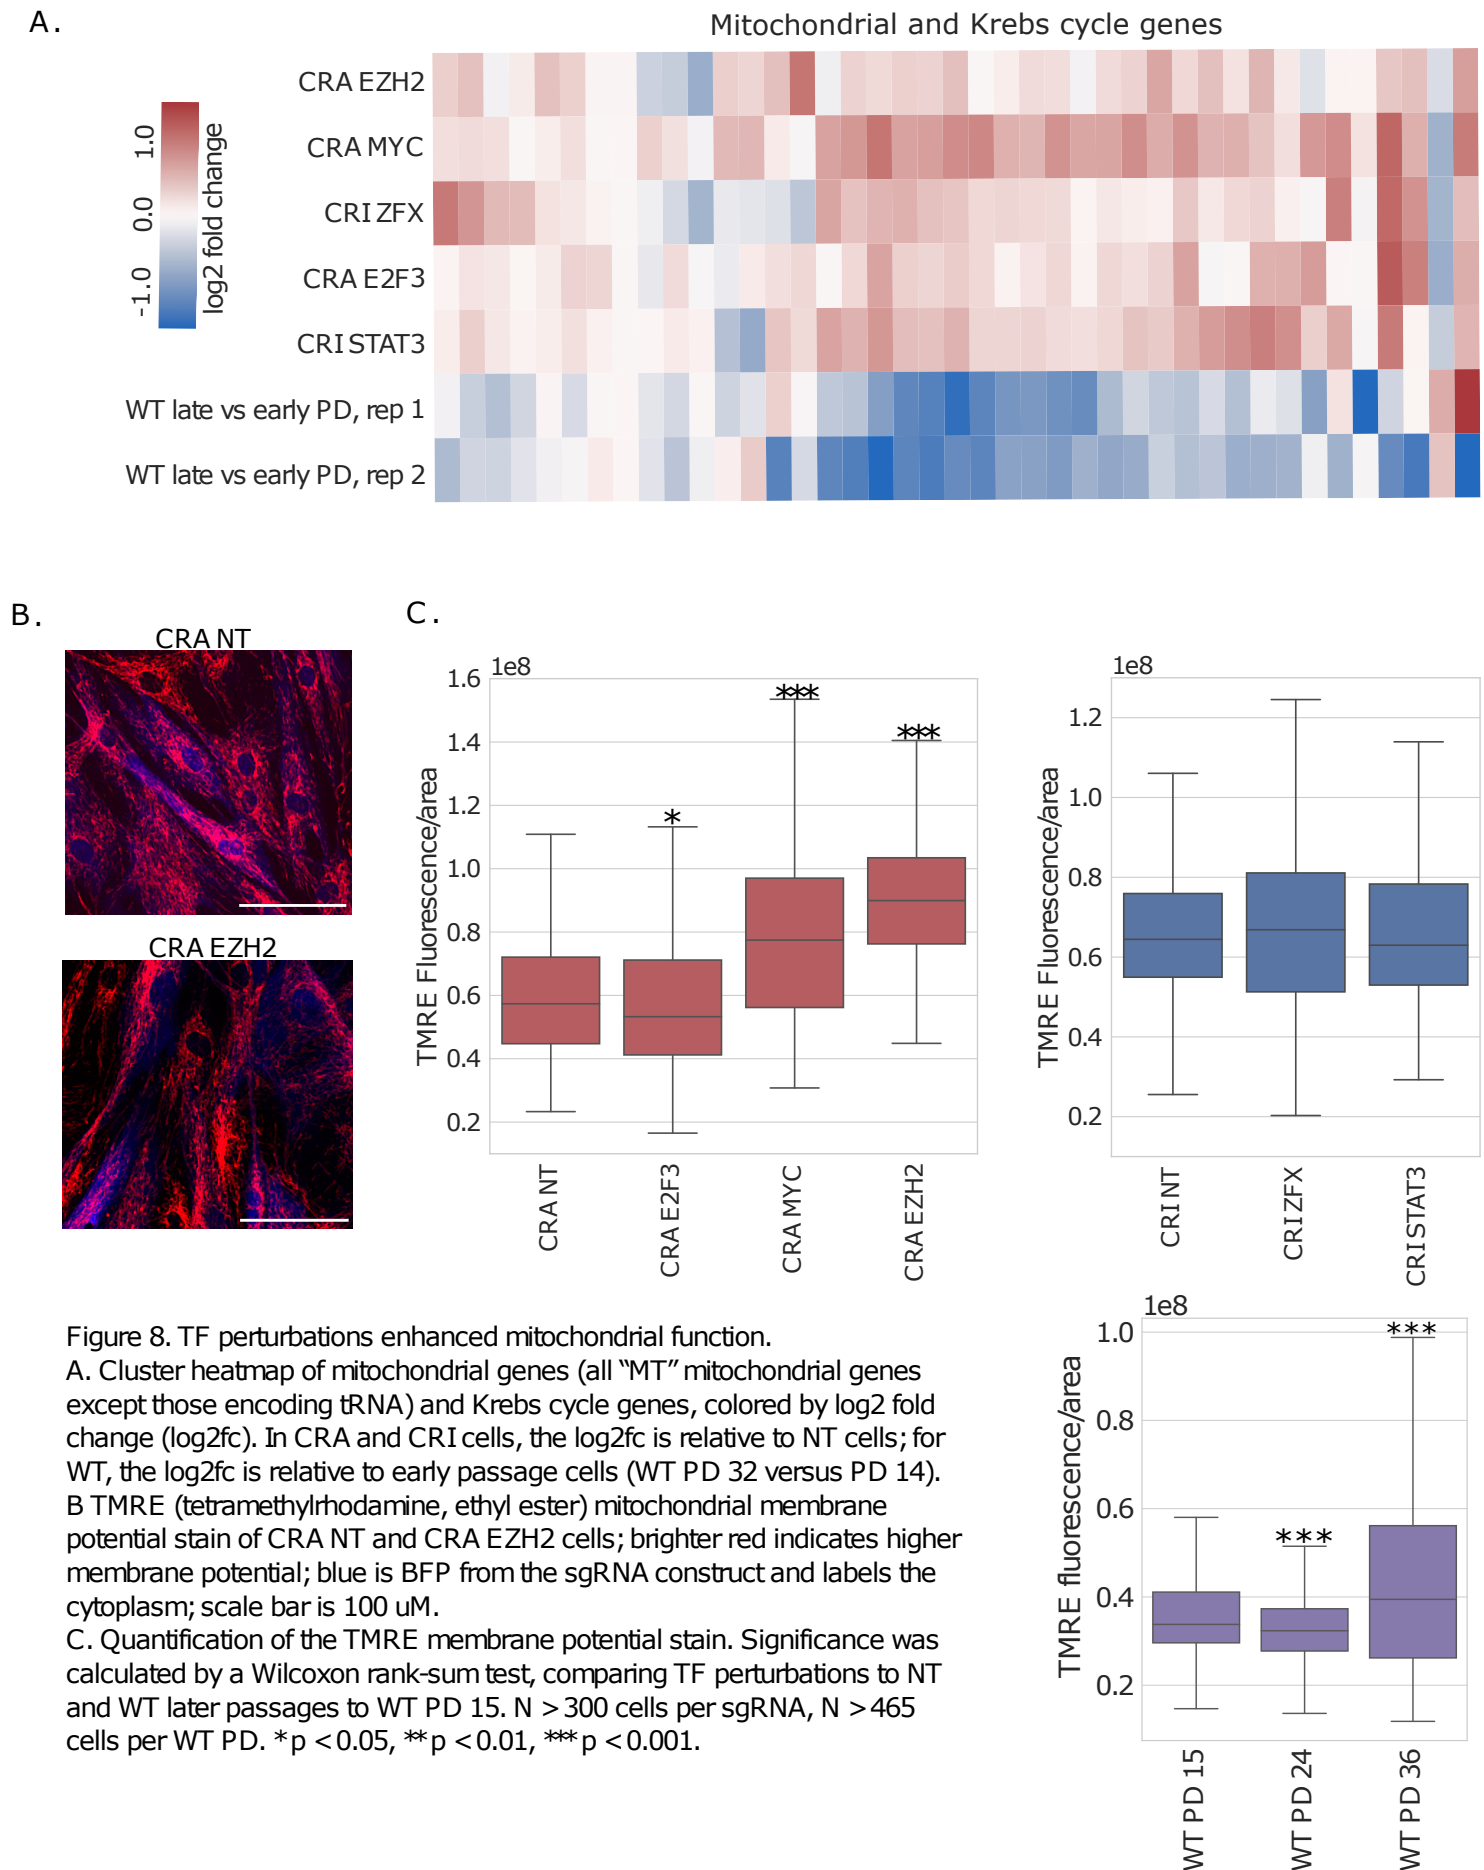 A.
Mitochondrial and Krebs cycle genes
1.0
0.0
-1.0
log2 fold change
CRA EZH2
CRA MYC
CRI ZFX
CRA E2F3
CRI STAT3
WT late vs early PD, rep 1
WT late vs early PD, rep 2
B.
CRA NT
CRA EZH2
C.
1e8
1.6
1.4
1.2
1.0
0.8
0.6
0.4
0.2
TMRE Fluorescence/area
*
***
***
CRA NT
CRA E2F3
CRA MYC
CRA EZH2
1e8
1.2
1.0
0.8
0.6
0.4
0.2
TMRE Fluorescence/area
CRI NT
CRI ZFX
CRI STAT3
1e8
1.0
0.8
0.6
0.4
0.2
TMRE fluorescence/area
***
***
WT PD 15
WT PD 24
WT PD 36
Figure 8. TF perturbations enhanced mitochondrial function.
A. Cluster heatmap of mitochondrial genes (all “MT” mitochondrial genes
except those encoding tRNA) and Krebs cycle genes, colored by log2 fold
change (log2fc). In CRA and CRI cells, the log2fc is relative to NT cells; for
WT, the log2fc is relative to early passage cells (WT PD 32 versus PD 14).
B TMRE (tetramethylrhodamine, ethyl ester) mitochondrial membrane
potential stain of CRA NT and CRA EZH2 cells; brighter red indicates higher
membrane potential; blue is BFP from the sgRNA construct and labels the
cytoplasm; scale bar is 100 uM.
C. Quantification of the TMRE membrane potential stain. Significance was
calculated by a Wilcoxon rank-sum test, comparing TF perturbations to NT
and WT later passages to WT PD 15. N > 300 cells per sgRNA, N > 465
cells per WT PD. * p < 0.05, ** p < 0.01, *** p < 0.001.